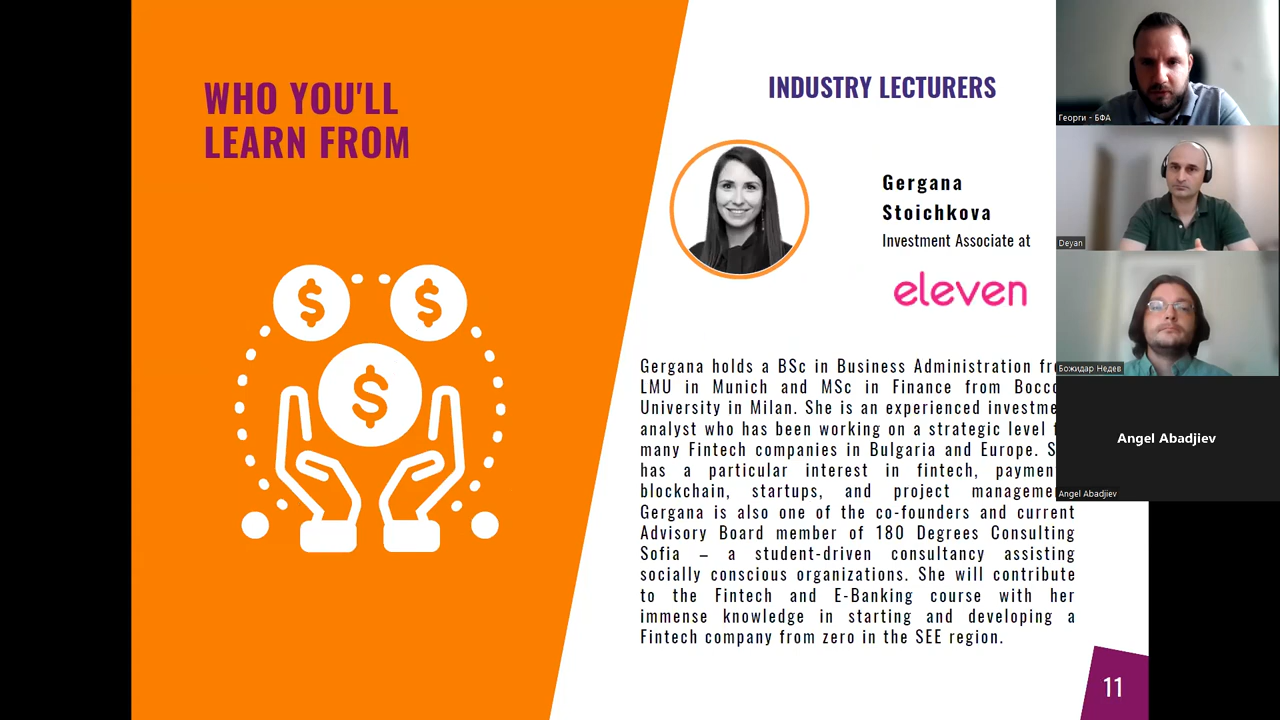 WHO YOU'LL
LEARN FROM
INDUSTRY LECTURERS
Gergana
Stoichkova
Investment Associate at
eleven
Gergana holds a BSc in Business Administration
LMU in Munich and MSc in Finance from
University in Milan. She is an experienced
analyst who has been working on a strategic level
many Fintech companies in Bulgaria and Europe.
has a particular interest in fintech,
blockchain, startups, and project
Gergana is also one of the co-founders and current
Advisory Board member of 180 Degrees Consulting
Sofia – a student-driven consultancy assisting
socially conscious organizations. She will contribute
to the Fintech and E-Banking course with her
immense knowledge in starting and developing a
Fintech company from zero in the SEE region.
11
Георги - БФА
Deyan
Божидар Недев
Angel Abadjiev
Angel Abadjiev